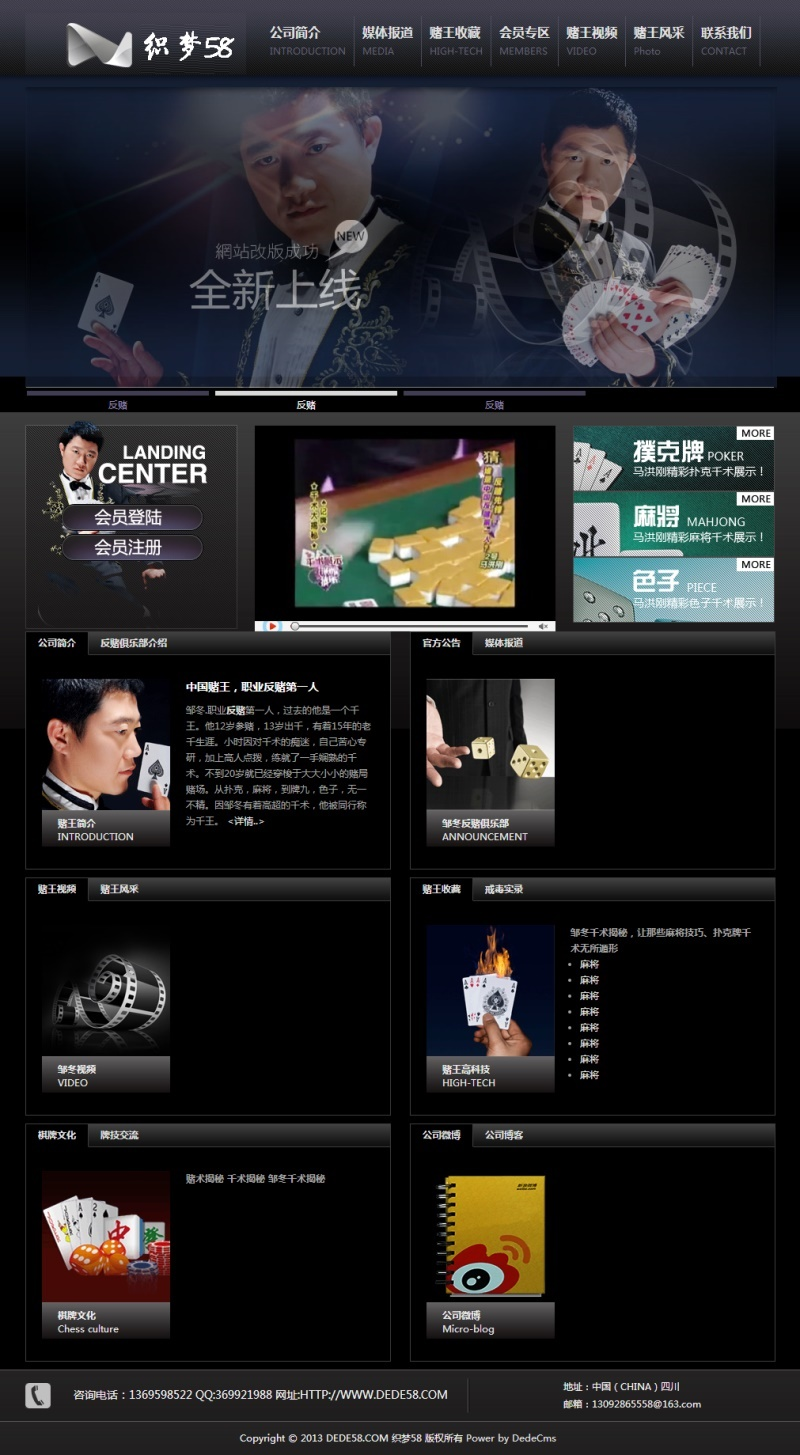 织梦58
公司简介 媒体报道 赌王收藏 会员专区 赌王视频 赌王风采 联系我们
INTRODUCTION MEDIA HIGH-TECH MEMBERS VIDEO Photo CONTACT
NEW
網站改版成功
全新上线
反赌 反赌 反赌
LANDING
CENTER
会员登陆
会员注册
猜
MORE
撲克牌 POKER
马洪刚精彩扑克千术展示！
MORE
麻將 MAHJONG
马洪刚精彩麻将千术展示！
MORE
色子 PIECE
马洪刚精彩色子千术展示！
公司简介 反赌俱乐部介绍
中国赌王，职业反赌第一人
邹冬.职业反赌第一人，过去的他是一个千
王。他12岁参赌，13岁出千，有着15年的老
千生涯。小时因对千术的痴迷，自己苦心专
研，加上高人点拨，练就了一手娴熟的千
术。不到20岁就已经穿梭于大大小小的赌局
赌场。从扑克，麻将，到牌九，色子，无一
不精。因邹冬有着高超的千术，他被同行称
为千王。 <详情..>
赌王简介
INTRODUCTION
官方公告 媒体报道
邹冬反赌俱乐部
ANNOUNCEMENT
赌王视频 赌王风采
邹冬视频
VIDEO
赌王收藏 戒毒实录
邹冬千术揭秘，让那些麻将技巧、扑克牌千
术无所遁形
麻将
麻将
麻将
麻将
麻将
麻将
麻将
麻将
赌王高科技
HIGH-TECH
棋牌文化 牌技交流
赌术揭秘 千术揭秘 邹冬千术揭秘
棋牌文化
Chess culture
公司微博 公司博客
公司微博
Micro-blog
咨询电话：1369598522 QQ:369921988 网址:HTTP://WWW.DEDE58.COM
地址：中国（CHINA）四川
邮箱：13092865558@163.com
Copyright © 2013 DEDE58.COM 织梦58 版权所有 Power by DedeCms